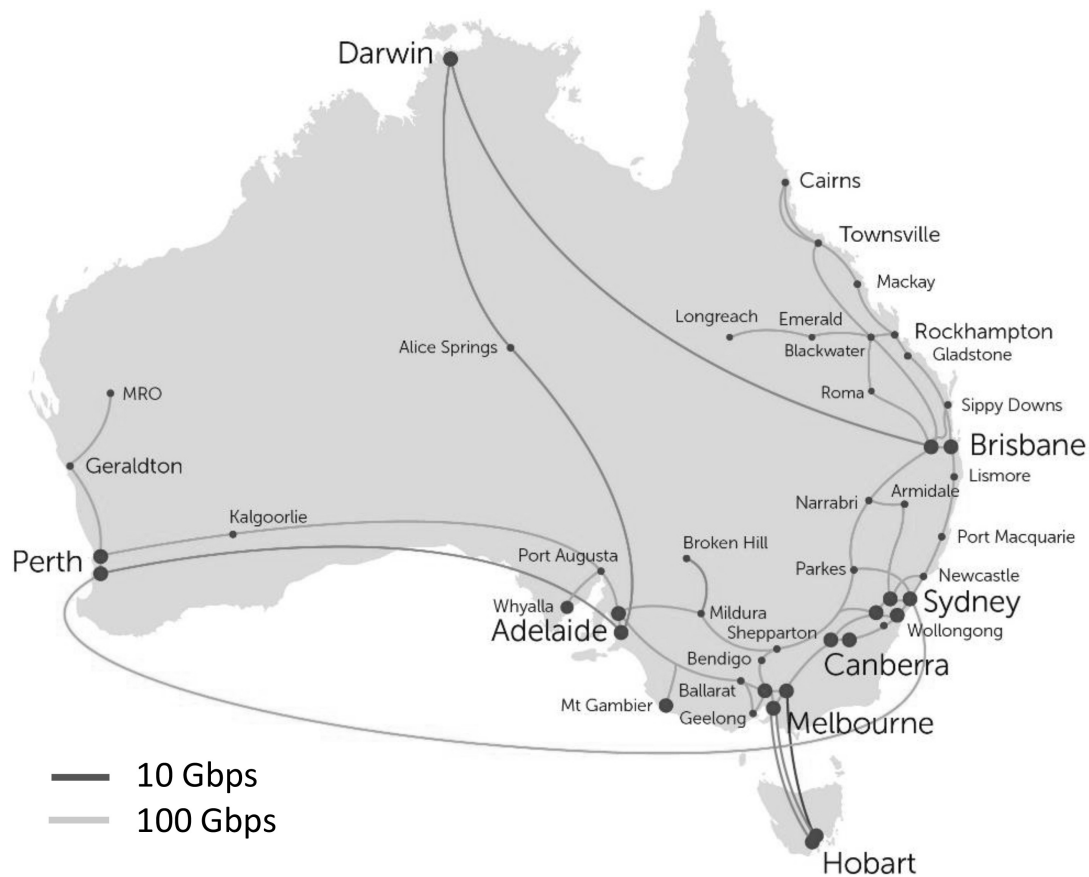 Darwin
Cairns
Townsville
Mackay
Longreach
Emerald
Rockhampton
Blackwater
Gladstone
Alice Springs
Roma
MRO
Sippy Downs
Brisbane
Geraldton
Lismore
Armidale
Narrabri
Kalgoorlie
Port Macquarie
Broken Hill
Port Augusta
Perth
Parkes
Newcastle
Whyalla
Sydney
Mildura
Adelaide
Shepparton
Wollongong
Bendigo
Canberra
Ballarat
Mt Gambier
Geelong
Melbourne
10 Gbps
100 Gbps
Hobart